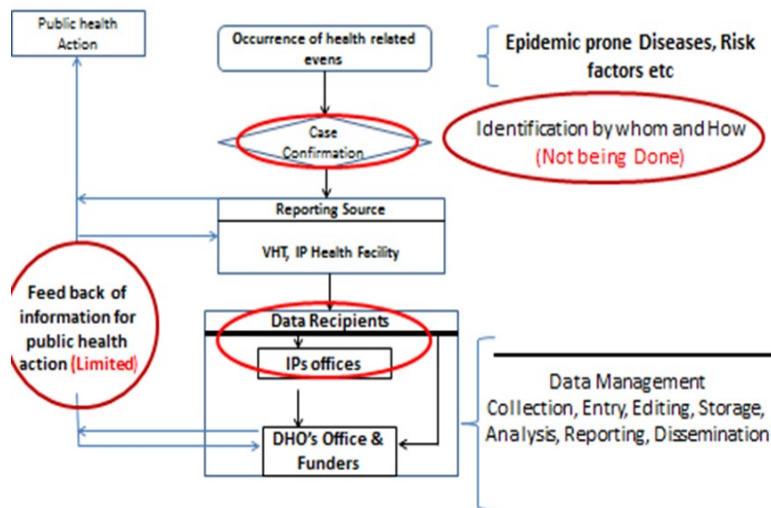 Public health
Action
Occurrence of health related
evens
Epidemic prone Diseases, Risk
factors etc
Case
Confirmation
Identification by whom and How
(Not being Done)
Reporting Source
VHT, IP Health Facility
Feed back of
information for
public health
action (Limited)
Data Recipients
IPs offices
DHO's Office &
Funders
Data Management
Collection, Entry, Editing, Storage,
Analysis, Reporting, Dissemination